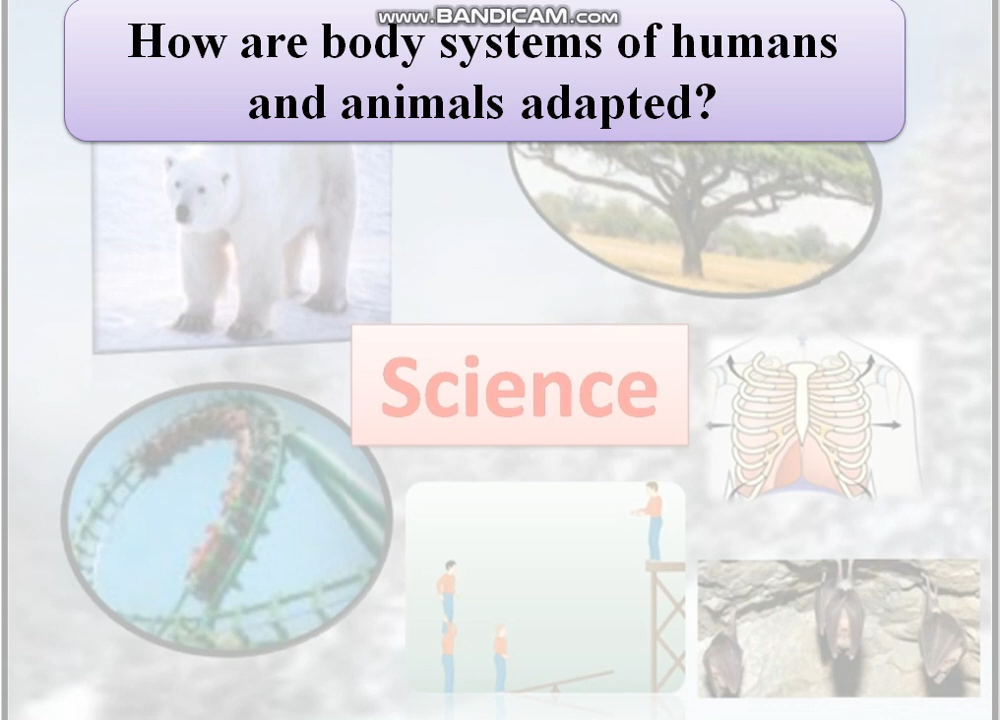 www.BANDICAM.com
How are body systems of humans
and animals adapted?
Science